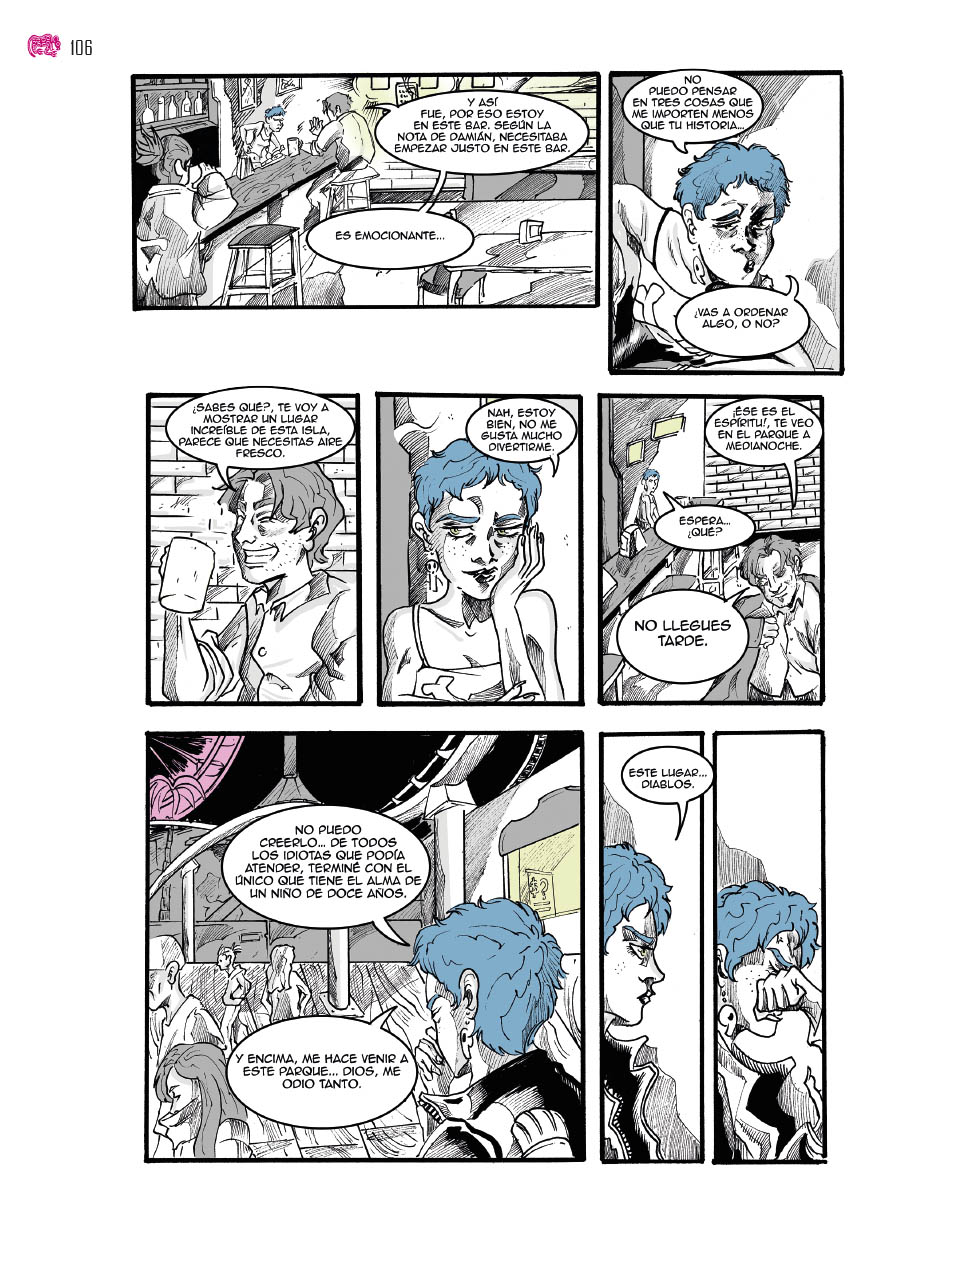 106
Y ASÍ
FUE, POR ESO ESTOY
EN ESTE BAR. SEGÚN LA
NOTA DE DAMIÁN, NECESITABA
EMPEZAR JUSTO EN ESTE BAR.
ES EMOCIONANTE...
NO
PUEDO PENSAR
EN TRES COSAS QUE
ME IMPORTEN MENOS
QUE TU HISTORIA...
¿VAS A ORDENAR
ALGO, O NO?
¿SABES QUÉ?, TE VOY A
MOSTRAR UN LUGAR
INCREÍBLE DE ESTA ISLA,
PARECE QUE NECESITAS AIRE
FRESCO.
NAH, ESTOY
BIEN, NO ME
GUSTA MUCHO
DIVERTIRME.
¡ÉSE ES EL
ESPÍRITU!, TE VEO
EN EL PARQUE A
MEDIANOCHE.
ESPERA...
¿QUÉ?
NO LLEGUES
TARDE.
NO PUEDO
CREERLO... DE TODOS
LOS IDIOTAS QUE PODÍA
ATENDER, TERMINÉ CON EL
ÚNICO QUE TIENE EL ALMA DE
UN NIÑO DE DOCE AÑOS.
Y ENCIMA, ME HACE VENIR A
ESTE PARQUE... DIOS, ME
ODIO TANTO.
ESTE LUGAR...
DIABLOS.